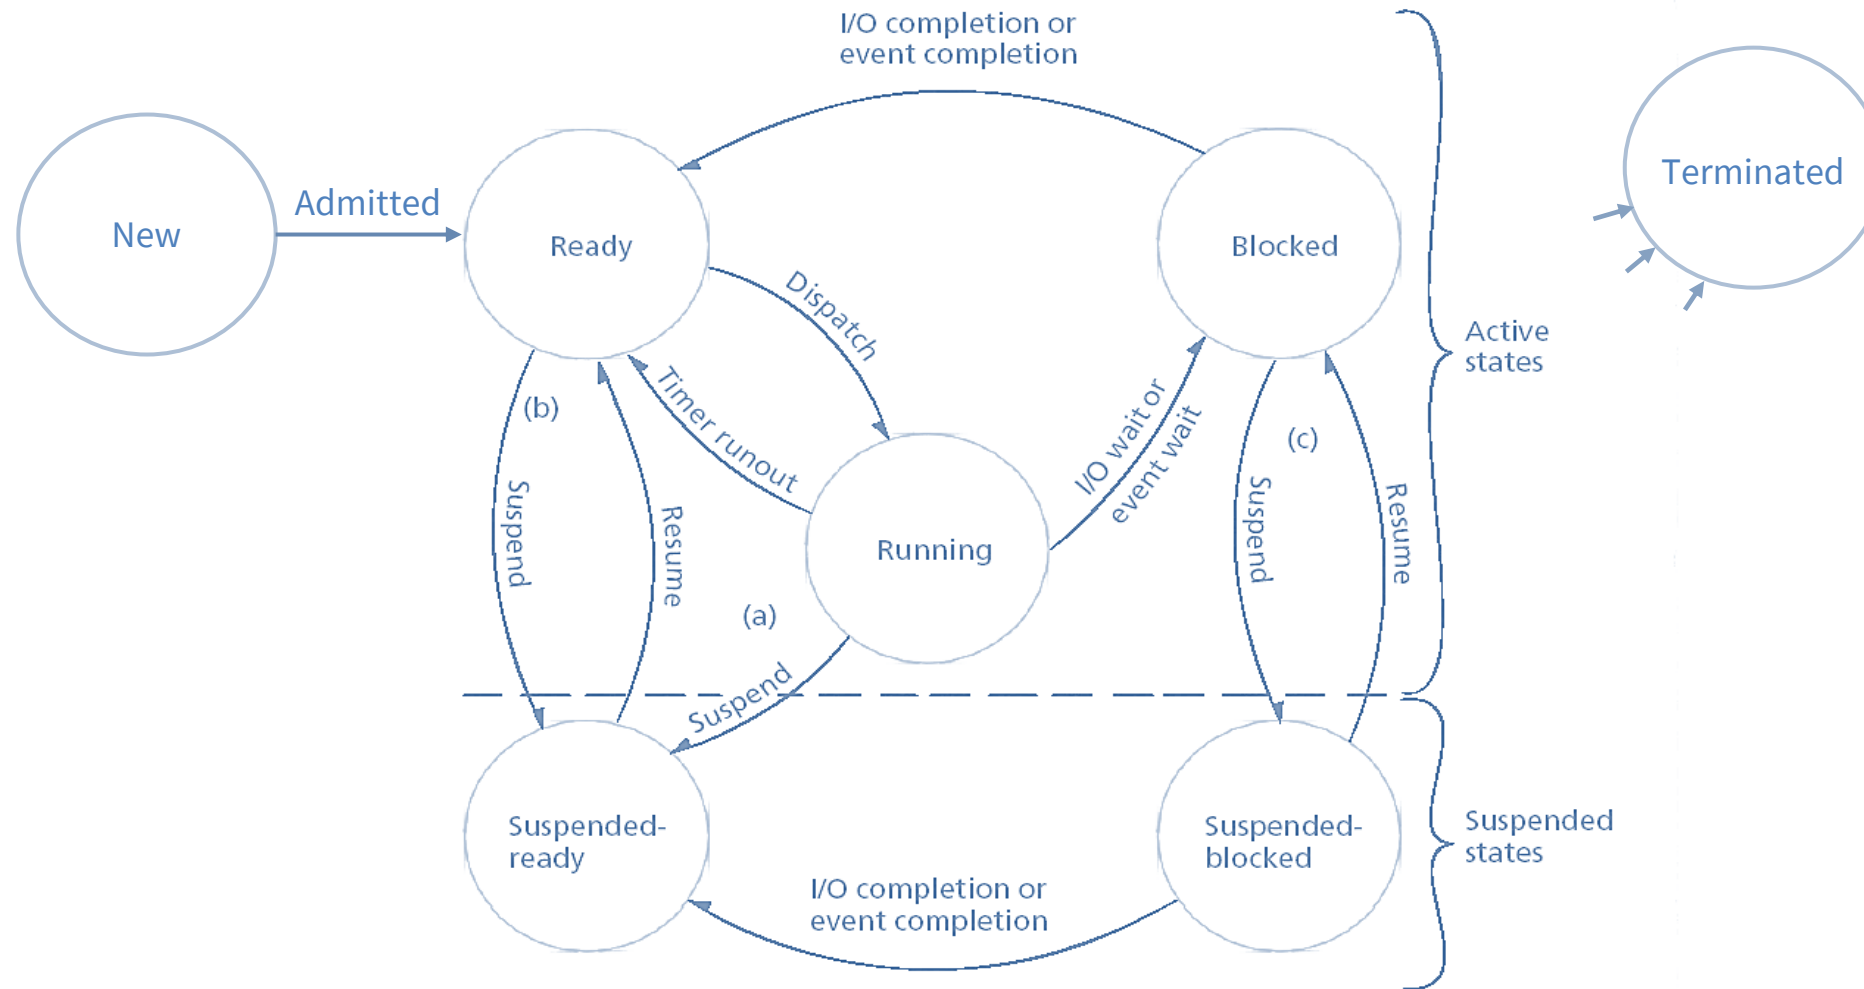 I/O completion or
event completion
New
Admitted
Ready
Blocked
Terminated
Dispatch
Timer runout
I/O wait or
event wait
Active
states
(b)
(c)
Suspend
Resume
Suspend
Resume
Running
(a)
Suspend
Suspended-
ready
Suspended-
blocked
Suspended
states
I/O completion or
event completion